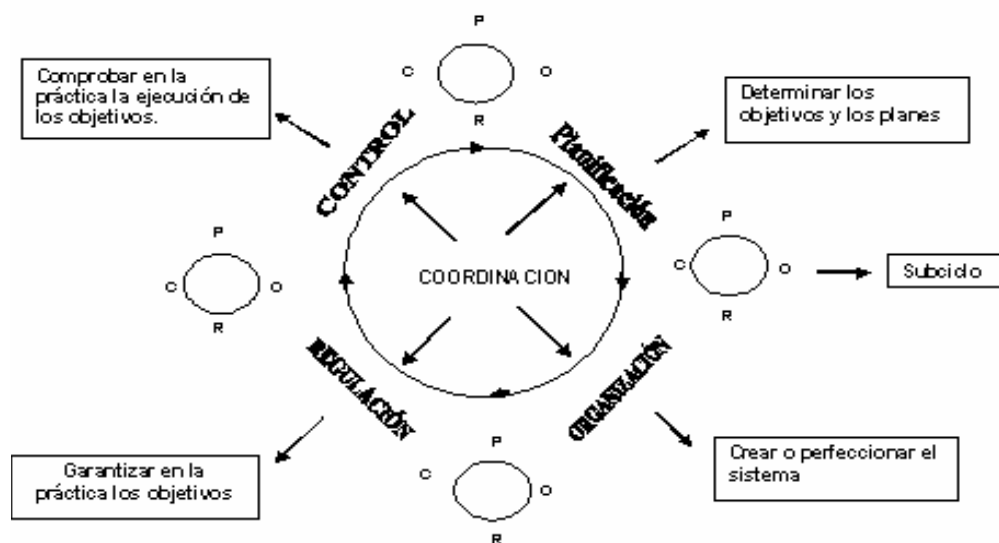 P
C
O
R
Comprobar en la
práctica la ejecución de
los objetivos.
CONTROL
Planificación
Determinar los
objetivos y los planes
P
C
O
R
COORDINACION
P
C
O
R
Subciclo
REGULACIÓN
ORGANIZACIÓN
Garantizar en la
práctica los objetivos
P
C
O
R
Crear o perfeccionar el
sistema